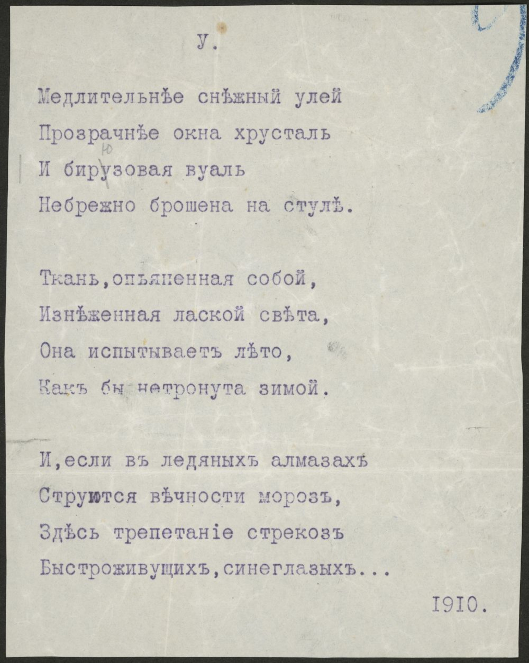 У.
Медлительнѣе снѣжный улей
Прозрачнѣе окна хрусталь
И бирузовая вуаль
Небрежно брошена на стулѣ.
Ткань,опьяненная собой,
Изнѣженная лаской свѣта,
Она испытываетъ лѣто,
Какъ бы нетронута зимой.
И,если въ ледяныхъ алмазахъ
Струится вѣчности морозъ,
Здѣсь трепетаніе стрекозъ
Быстроживущихъ,синеглазыхъ...
1910.